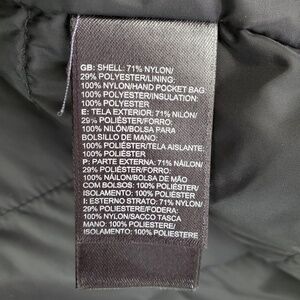 GB: SHELL: 71% NYLON/
29% POLYESTER/LINING:
100% NYLON/HAND POCKET BAG:
100% POLYESTER/INSULATION:
100% POLYESTER
E: TELA EXTERIOR: 71% NILÓN/
29% POLIÉSTER/FORRO:
100% NILÓN/BOLSA PARA
BOLSILLO DE MANO:
100% POLIÉSTER/TELA AISLANTE:
100% POLIÉSTER
P: PARTE EXTERNA: 71% NÁILON/
29% POLIÉSTER/FORRO:
100% NÁILON/BOLSA DE MÃO
COM BOLSOS: 100% POLIÉSTER/
ISOLAMENTO: 100% POLIÉSTER
I: ESTERNO STRATO: 71% NYLON/
29% POLIESTERE/FODERA:
100% NYLON/SACCO TASCA
MANO: 100% POLIESTERE/
ISOLAMENTO: 100% POLIESTERE